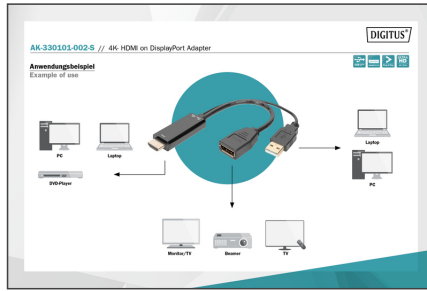 DIGITUS®
AK-330101-002-S // 4K- HDMI on DisplayPort Adapter
Anwendungsbeispiel
Example of use
PC
Laptop
DVD-Player
Laptop
PC
Monitor/TV
Beamer
TV